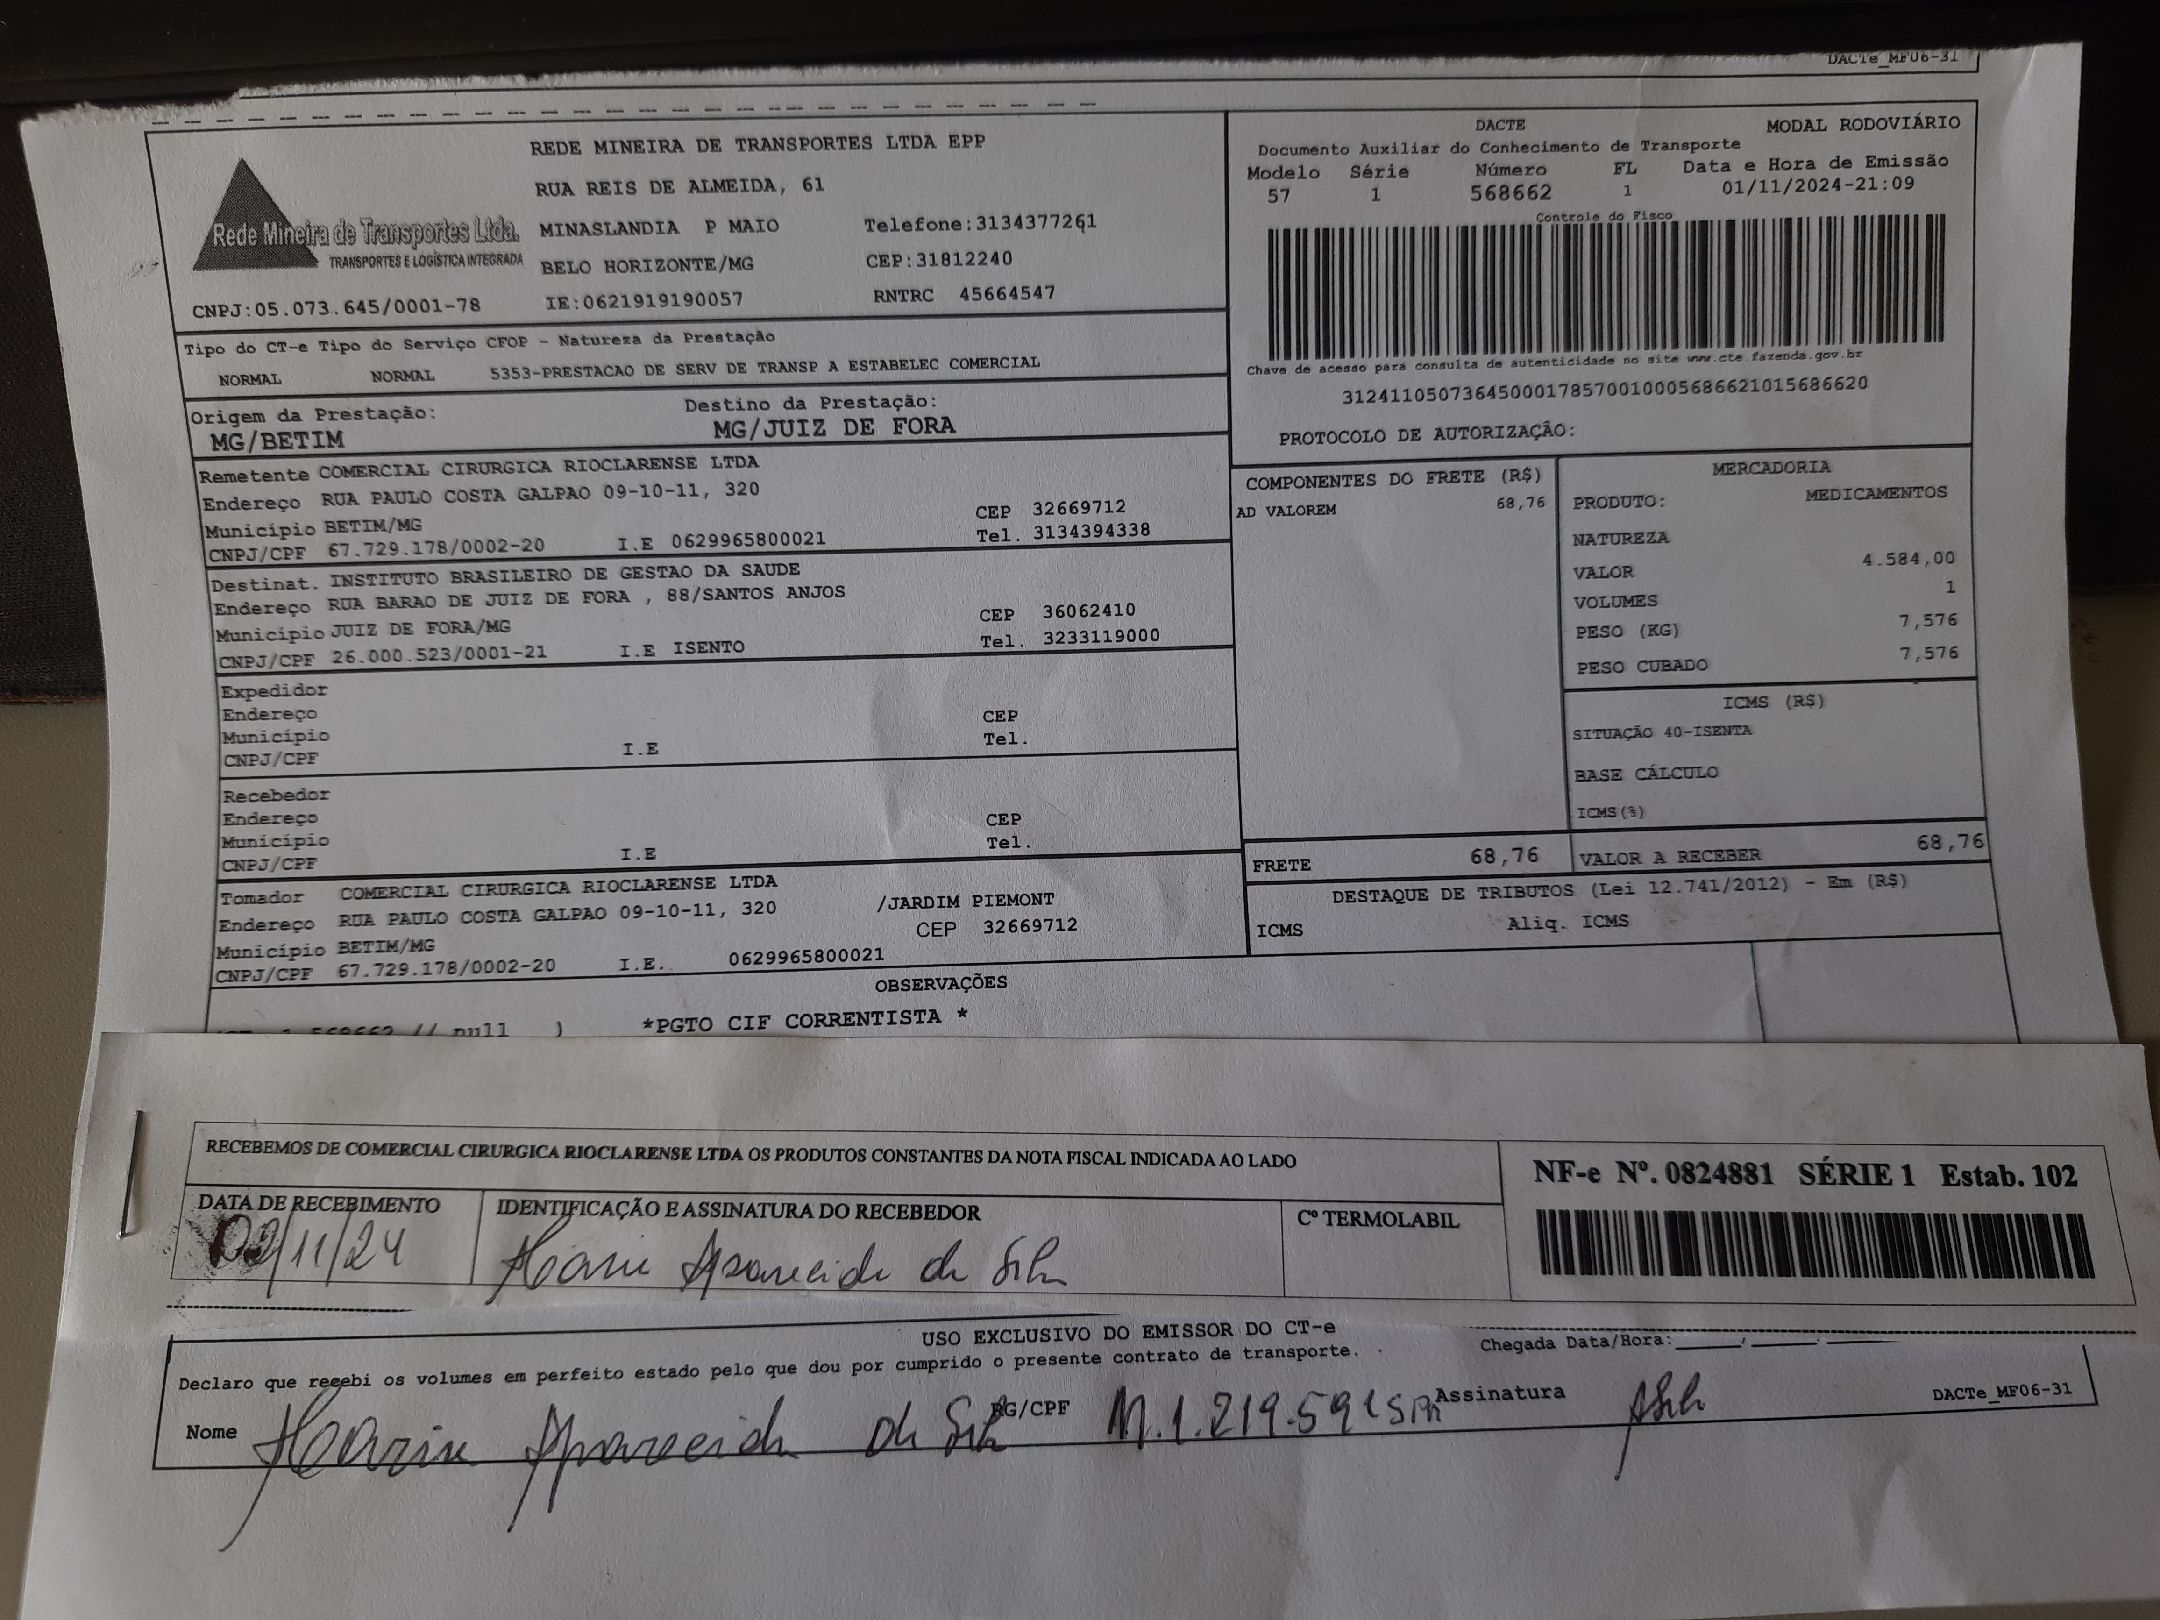 DACTe_MF06-31
REDE MINEIRA DE TRANSPORTES LTDA EPP
RUA REIS DE ALMEIDA, 61
Rede Mineira de Transportes Ltda.
TRANSPORTES E LOGÍSTICA INTEGRADA
MINASLANDIA P MAIO Telefone:3134377261
BELO HORIZONTE/MG CEP:31812240
CNPJ:05.073.645/0001-78 IE:0621919190057 RNTRC 45664547
DACTE MODAL RODOVIÁRIO
Documento Auxiliar do Conhecimento de Transporte
Modelo Série Número FL Data e Hora de Emissão
57 1 568662 1 01/11/2024-21:09
Controle do Fisco
Chave de acesso para consulta de autenticidade no site www.cte.fazenda.gov.br
31241105073645000178570010005686621015686620
PROTOCOLO DE AUTORIZAÇÃO:
Tipo do CT-e Tipo do Serviço CFOP - Natureza da Prestação
NORMAL NORMAL 5353-PRESTACAO DE SERV DE TRANSP A ESTABELEC COMERCIAL
Origem da Prestação: Destino da Prestação:
MG/BETIM MG/JUIZ DE FORA
Remetente COMERCIAL CIRURGICA RIOCLARENSE LTDA
Endereço RUA PAULO COSTA GALPAO 09-10-11, 320
Município BETIM/MG CEP 32669712
CNPJ/CPF 67.729.178/0002-20 I.E 0629965800021 Tel. 3134394338
Destinat. INSTITUTO BRASILEIRO DE GESTAO DA SAUDE
Endereço RUA BARAO DE JUIZ DE FORA , 88/SANTOS ANJOS
Município JUIZ DE FORA/MG CEP 36062410
CNPJ/CPF 26.000.523/0001-21 I.E ISENTO Tel. 3233119000
Expedidor
Endereço
Município CEP
CNPJ/CPF I.E Tel.
Recebedor
Endereço
Município CEP
CNPJ/CPF I.E Tel.
Tomador COMERCIAL CIRURGICA RIOCLARENSE LTDA
Endereço RUA PAULO COSTA GALPAO 09-10-11, 320 /JARDIM PIEMONT
Município BETIM/MG CEP 32669712
CNPJ/CPF 67.729.178/0002-20 I.E. 0629965800021
COMPONENTES DO FRETE (R$)
AD VALOREM 68,76
MERCADORIA
PRODUTO: MEDICAMENTOS
NATUREZA
VALOR 4.584,00
VOLUMES 1
PESO (KG) 7,576
PESO CUBADO 7,576
ICMS (R$)
SITUAÇÃO 40-ISENTA
BASE CÁLCULO
ICMS(%)
FRETE 68,76 VALOR A RECEBER 68,76
DESTAQUE DE TRIBUTOS (Lei 12.741/2012) - Em (R$)
ICMS Aliq. ICMS
OBSERVAÇÕES
568662 // null ) *PGTO CIF CORRENTISTA *
RECEBEMOS DE COMERCIAL CIRURGICA RIOCLARENSE LTDA OS PRODUTOS CONSTANTES DA NOTA FISCAL INDICADA AO LADO
NF-e Nº. 0824881 SÉRIE 1 Estab. 102
DATA DE RECEBIMENTO IDENTIFICAÇÃO E ASSINATURA DO RECEBEDOR Cº TERMOLABIL
/11/24 Maria Aparecida da Silva
USO EXCLUSIVO DO EMISSOR DO CT-e
Declaro que recebi os volumes em perfeito estado pelo que dou por cumprido o presente contrato de transporte. Chegada Data/Hora:
Nome Maria Aparecida da Silva RG/CPF Assinatura DACTe_MF06-31